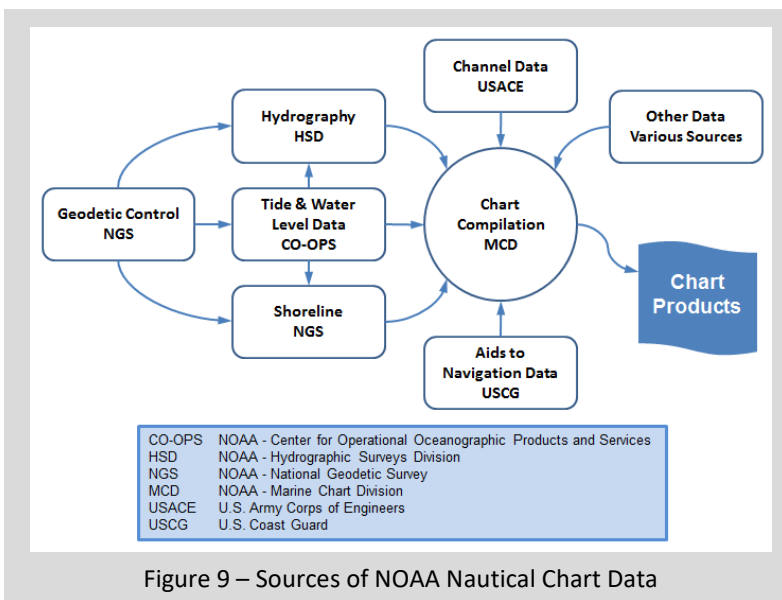 Channel Data
USACE
Hydrography
HSD
Other Data
Various Sources
Geodetic Control
NGS
Tide & Water
Level Data
CO-OPS
Chart
Compilation
MCD
Chart
Products
Shoreline
NGS
Aids to
Navigation Data
USCG
CO-OPS NOAA - Center for Operational Oceanographic Products and Services
HSD NOAA - Hydrographic Surveys Division
NGS NOAA - National Geodetic Survey
MCD NOAA - Marine Chart Division
USACE U.S. Army Corps of Engineers
USCG U.S. Coast Guard
Figure 9 – Sources of NOAA Nautical Chart Data